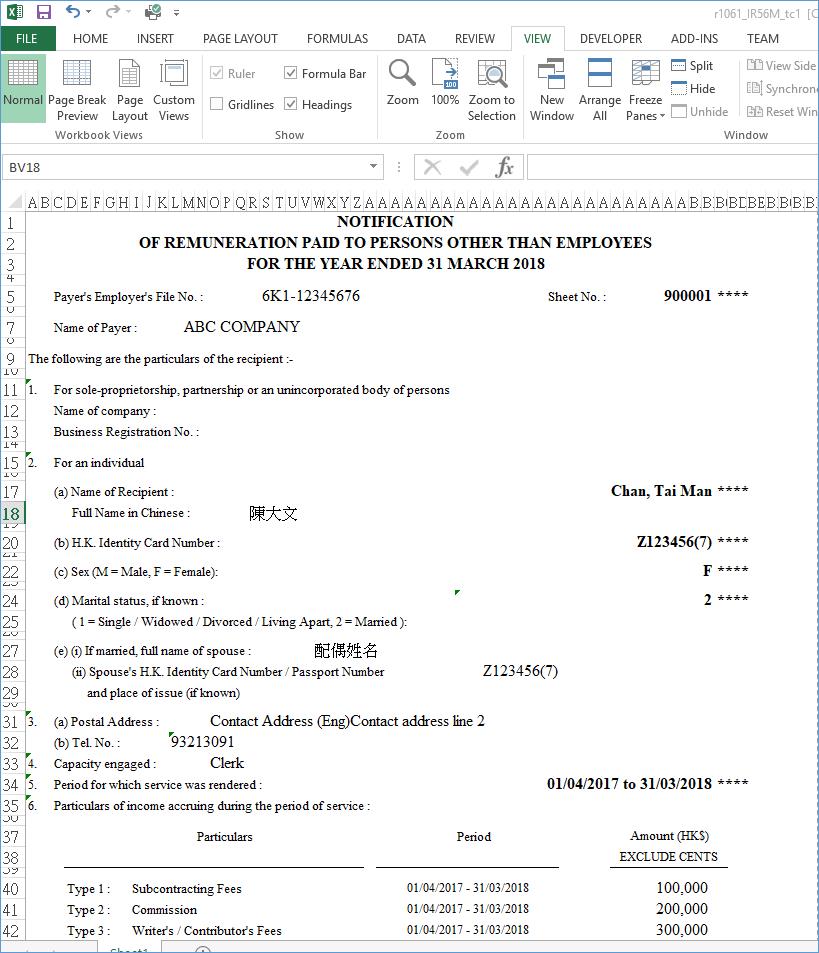 r1061_IR56M_tc1 [C
FILE HOME INSERT PAGE LAYOUT FORMULAS DATA REVIEW VIEW DEVELOPER ADD-INS TEAM
Normal Page Break Preview Page Layout Custom Views
Workbook Views
Ruler Formula Bar
Gridlines Headings
Show
Zoom 100% Zoom to Selection
Zoom
New Window Arrange All Freeze Panes
Split View Side
Hide Synchron
Unhide Reset Win
Window
BV18 fx
1 NOTIFICATION
2 OF REMUNERATION PAID TO PERSONS OTHER THAN EMPLOYEES
3 FOR THE YEAR ENDED 31 MARCH 2018
5 Payer's Employer's File No. : 6K1-12345676 Sheet No. : 900001 ****
7 Name of Payer : ABC COMPANY
9 The following are the particulars of the recipient :-
11 1. For sole-proprietorship, partnership or an unincorporated body of persons
12 Name of company :
13 Business Registration No. :
15 2. For an individual
17 (a) Name of Recipient : Chan, Tai Man ****
18 Full Name in Chinese : 陳大文
20 (b) H.K. Identity Card Number : Z123456(7) ****
22 (c) Sex (M = Male, F = Female): F ****
24 (d) Marital status, if known : 2 ****
25 ( 1 = Single / Widowed / Divorced / Living Apart, 2 = Married ):
27 (e) (i) If married, full name of spouse : 配偶姓名
28 (ii) Spouse's H.K. Identity Card Number / Passport Number Z123456(7)
29 and place of issue (if known)
31 3. (a) Postal Address : Contact Address (Eng)Contact address line 2
32 (b) Tel. No. : 93213091
33 4. Capacity engaged : Clerk
34 5. Period for which service was rendered : 01/04/2017 to 31/03/2018 ****
35 6. Particulars of income accruing during the period of service :
37 Particulars Period Amount (HK$)
38 EXCLUDE CENTS
40 Type 1 : Subcontracting Fees 01/04/2017 - 31/03/2018 100,000
41 Type 2 : Commission 01/04/2017 - 31/03/2018 200,000
42 Type 3 : Writer's / Contributor's Fees 01/04/2017 - 31/03/2018 300,000